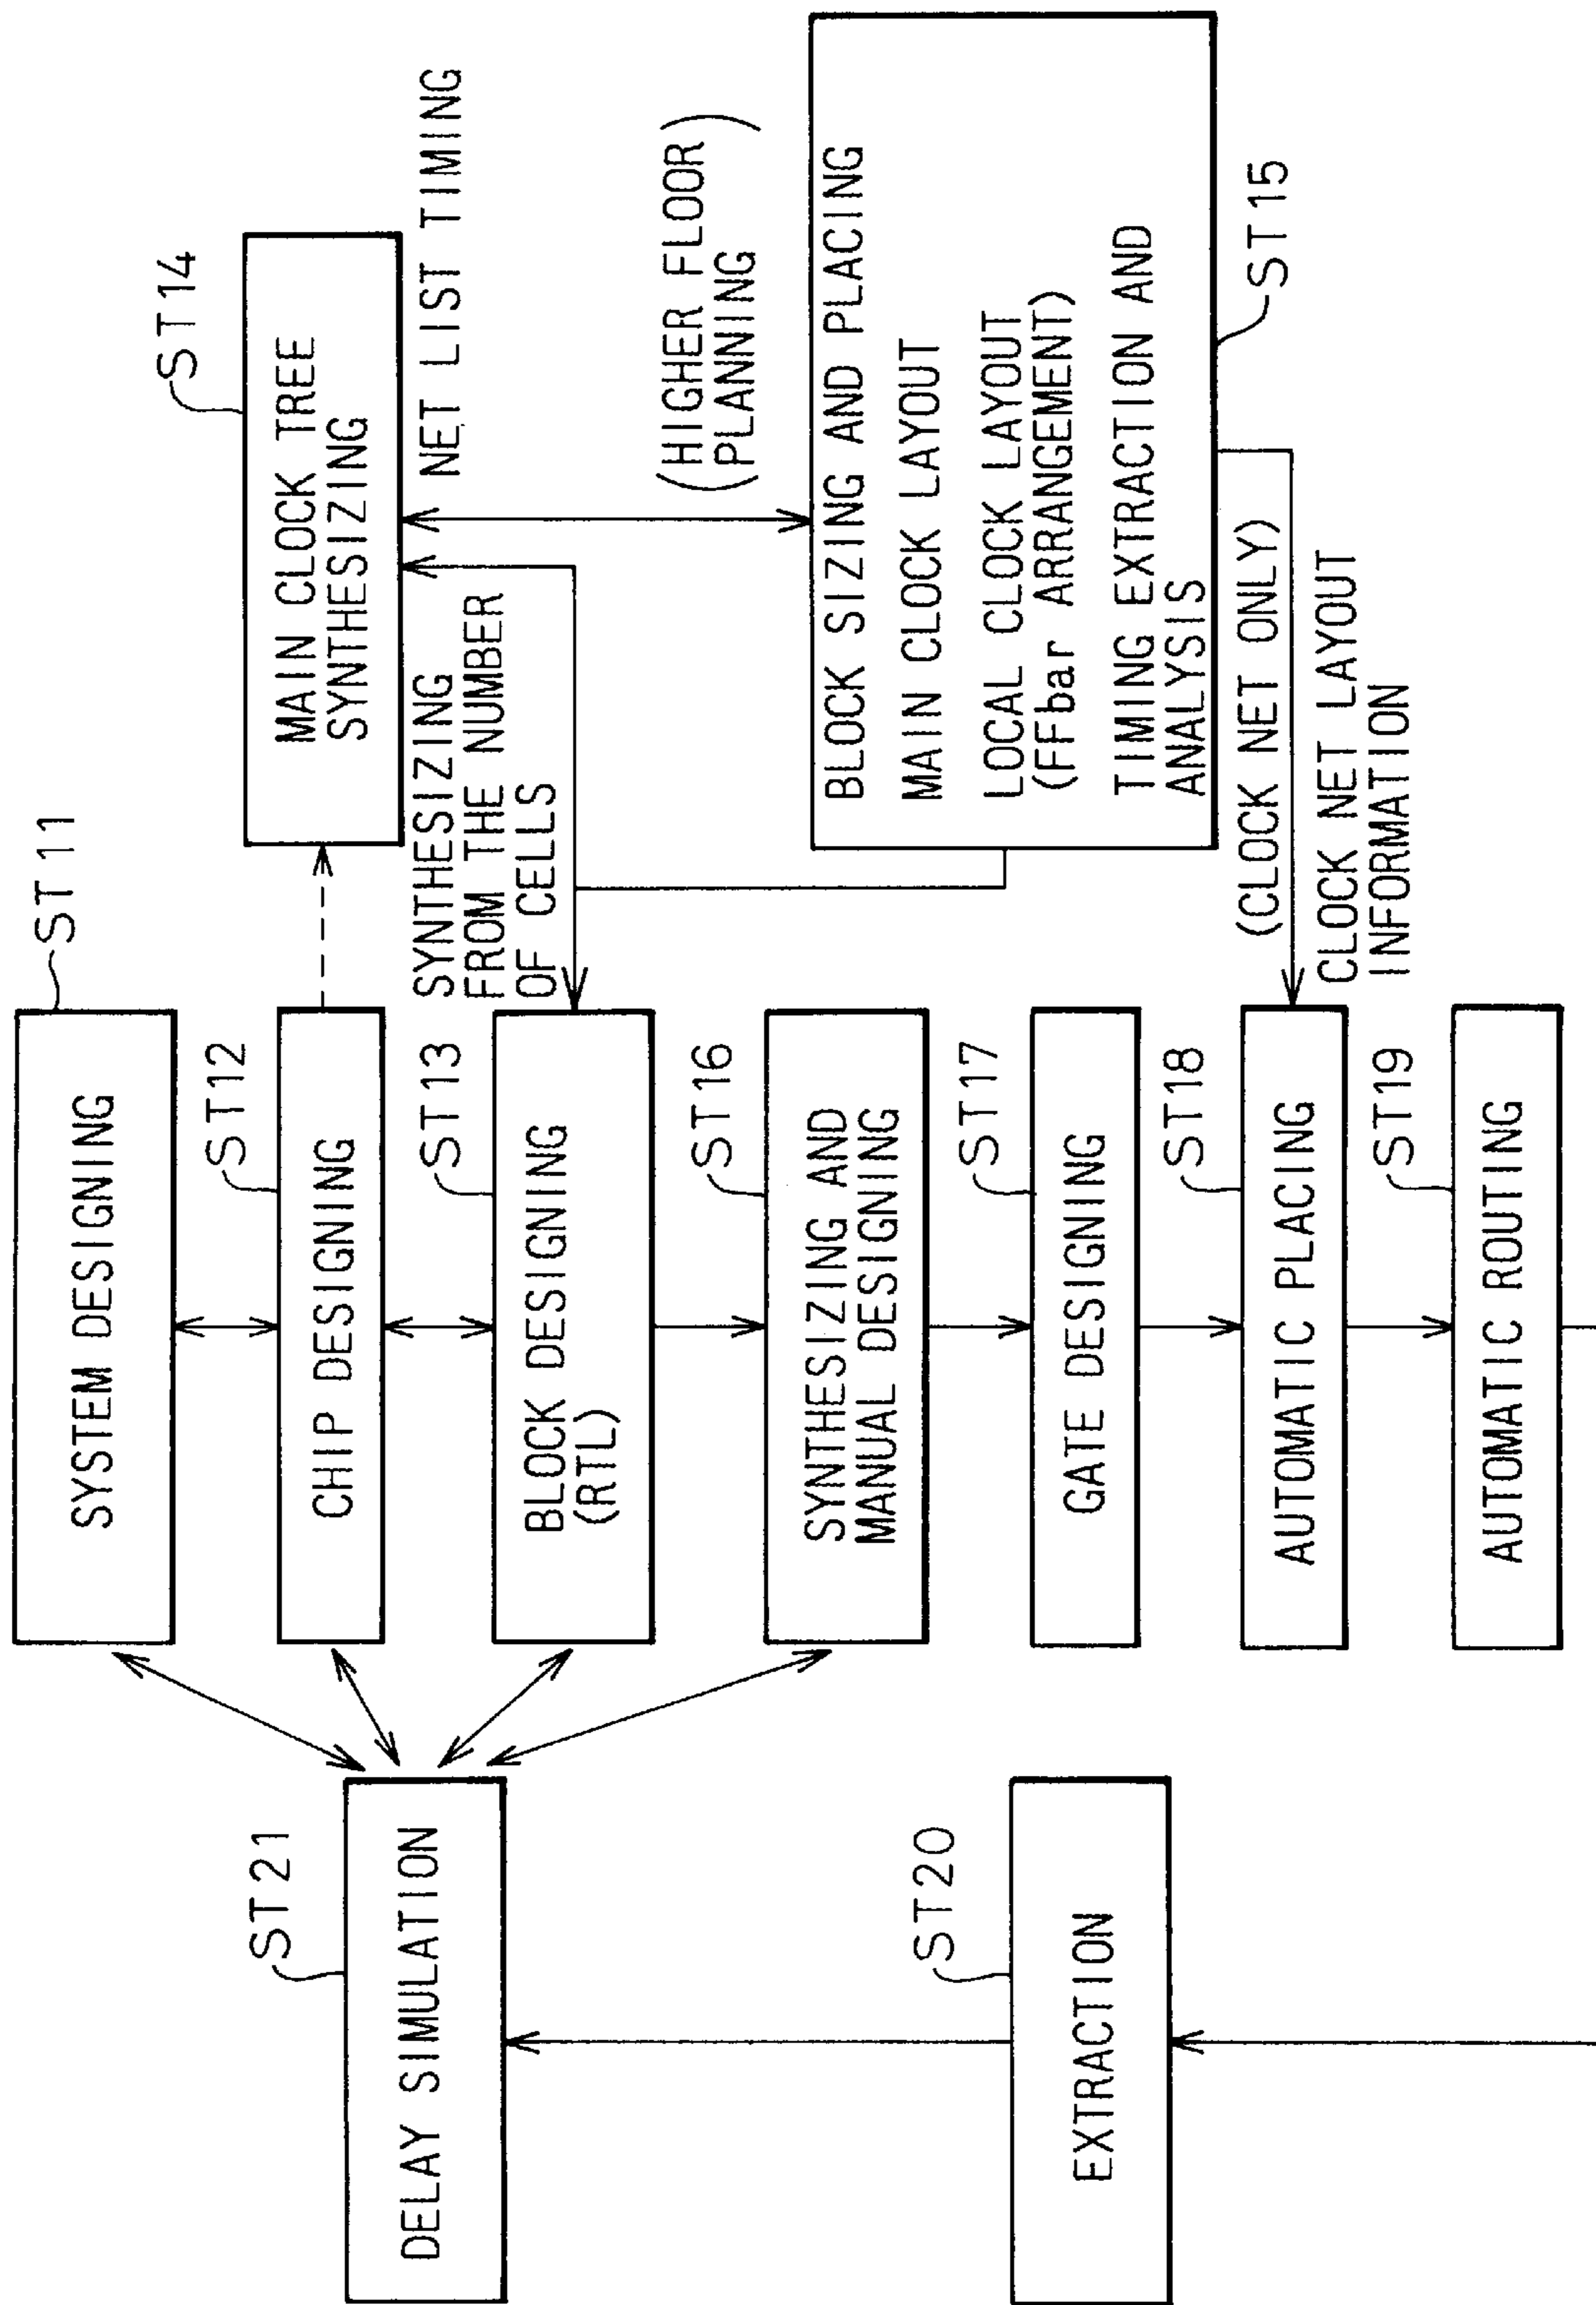 ST21
DELAY SIMULATION
ST20
EXTRACTION
ST11
SYSTEM DESIGNING
ST12
CHIP DESIGNING
ST13
BLOCK DESIGNING
(RTL)
ST16
SYNTHESIZING AND
MANUAL DESIGNING
ST17
GATE DESIGNING
ST18
AUTOMATIC PLACING
ST19
AUTOMATIC ROUTING
ST14
MAIN CLOCK TREE
SYNTHESIZING
NET LIST TIMING
SYNTHESIZING
FROM THE NUMBER
OF CELLS
(HIGHER FLOOR)
(PLANNING
BLOCK SIZING AND PLACING
MAIN CLOCK LAYOUT
LOCAL CLOCK LAYOUT
(FFbar ARRANGEMENT)
TIMING EXTRACTION AND
ANALYSIS
ST15
(CLOCK NET ONLY)
CLOCK NET LAYOUT
INFORMATION